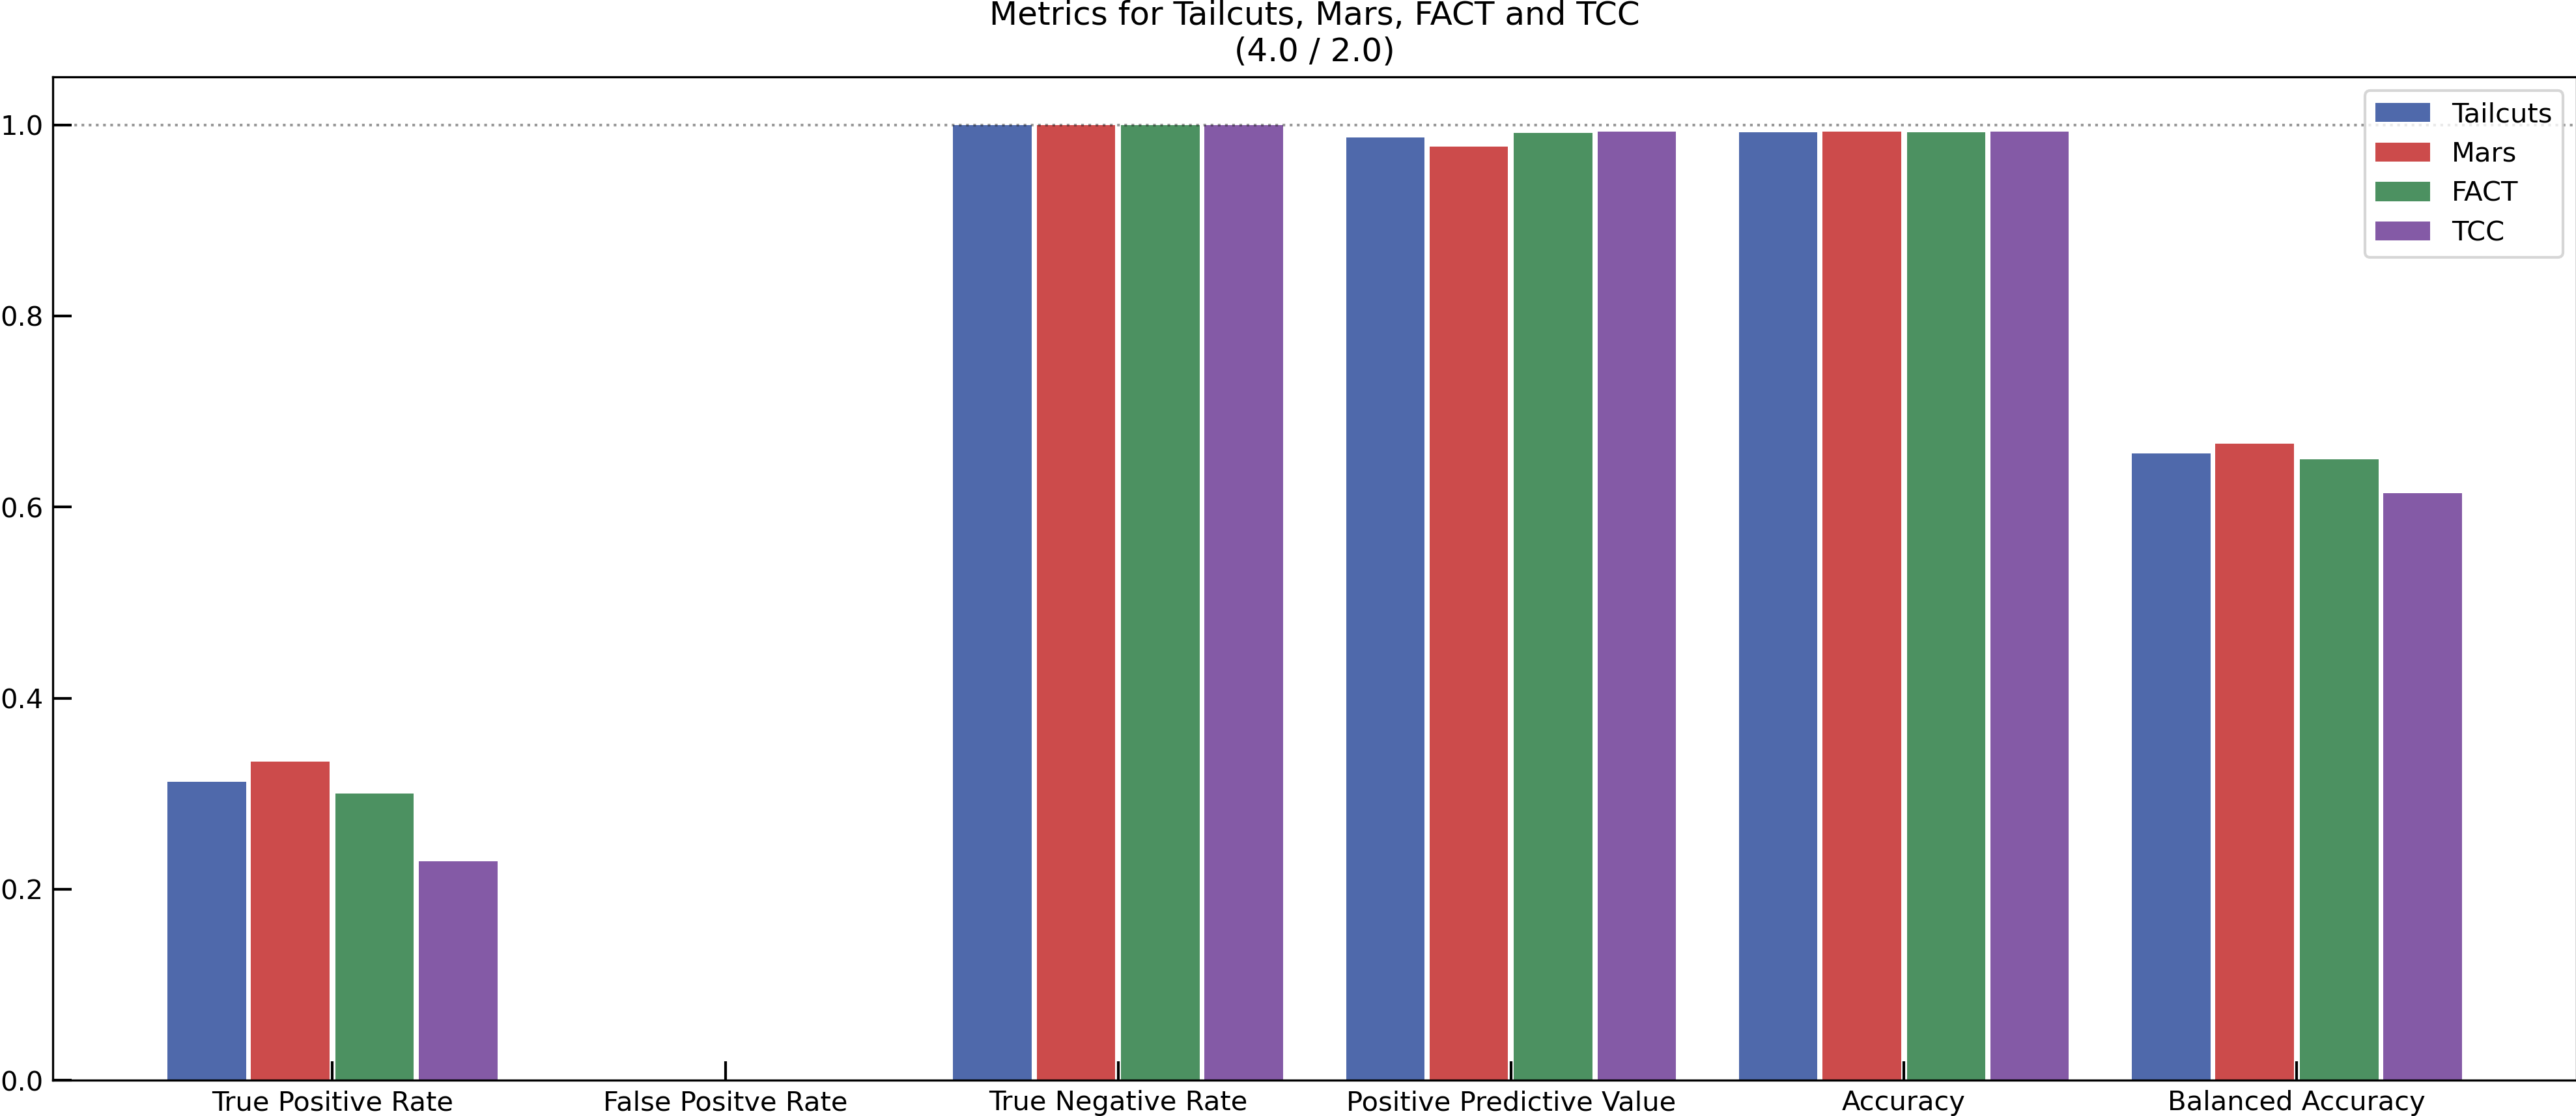 Metrics for Tailcuts, Mars, FACT and TCC
(4.0 / 2.0)
1.0
0.8
0.6
0.4
0.2
0.0
Tailcuts
Mars
FACT
TCC
True Positive Rate
False Positve Rate
True Negative Rate
Positive Predictive Value
Accuracy
Balanced Accuracy